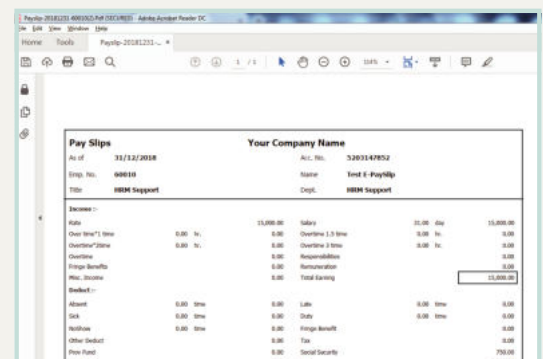 Payslip-20181231-60010(2).Pdf (SECURED) - Adobe Acrobat Reader DC
File Edit View Window Help
Home Tools Payslip-20181231-... ×
1 / 1 104%
Pay Slips Your Company Name
As of 31/12/2018 Acc. No. 5203147852
Emp. No. 60010 Name Test E-PaySlip
Title HRM Support Dept. HRM Support
Income :-
Rate 15,000.00 Salary 31.00 day 15,000.00
Over time*1 time 0.00 hr. 0.00 Overtime 1.5 time 0.00 hr. 0.00
Overtime*2time 0.00 hr. 0.00 Overtime 3 time 0.00 hr. 0.00
Overtime 0.00 Responsibilities 0.00
Fringe Benefits 0.00 Remuneration 0.00
Misc. Income 0.00 Total Earning 15,000.00
Deduct :-
Absent 0.00 time 0.00 Late 0.00 time 0.00
Sick 0.00 time 0.00 Duty 0.00 time 0.00
NoShow 0.00 time 0.00 Fringe Benefit 0.00
Other Deduct 0.00 Tax 0.00
Prov Fund 0.00 Social Security 750.00